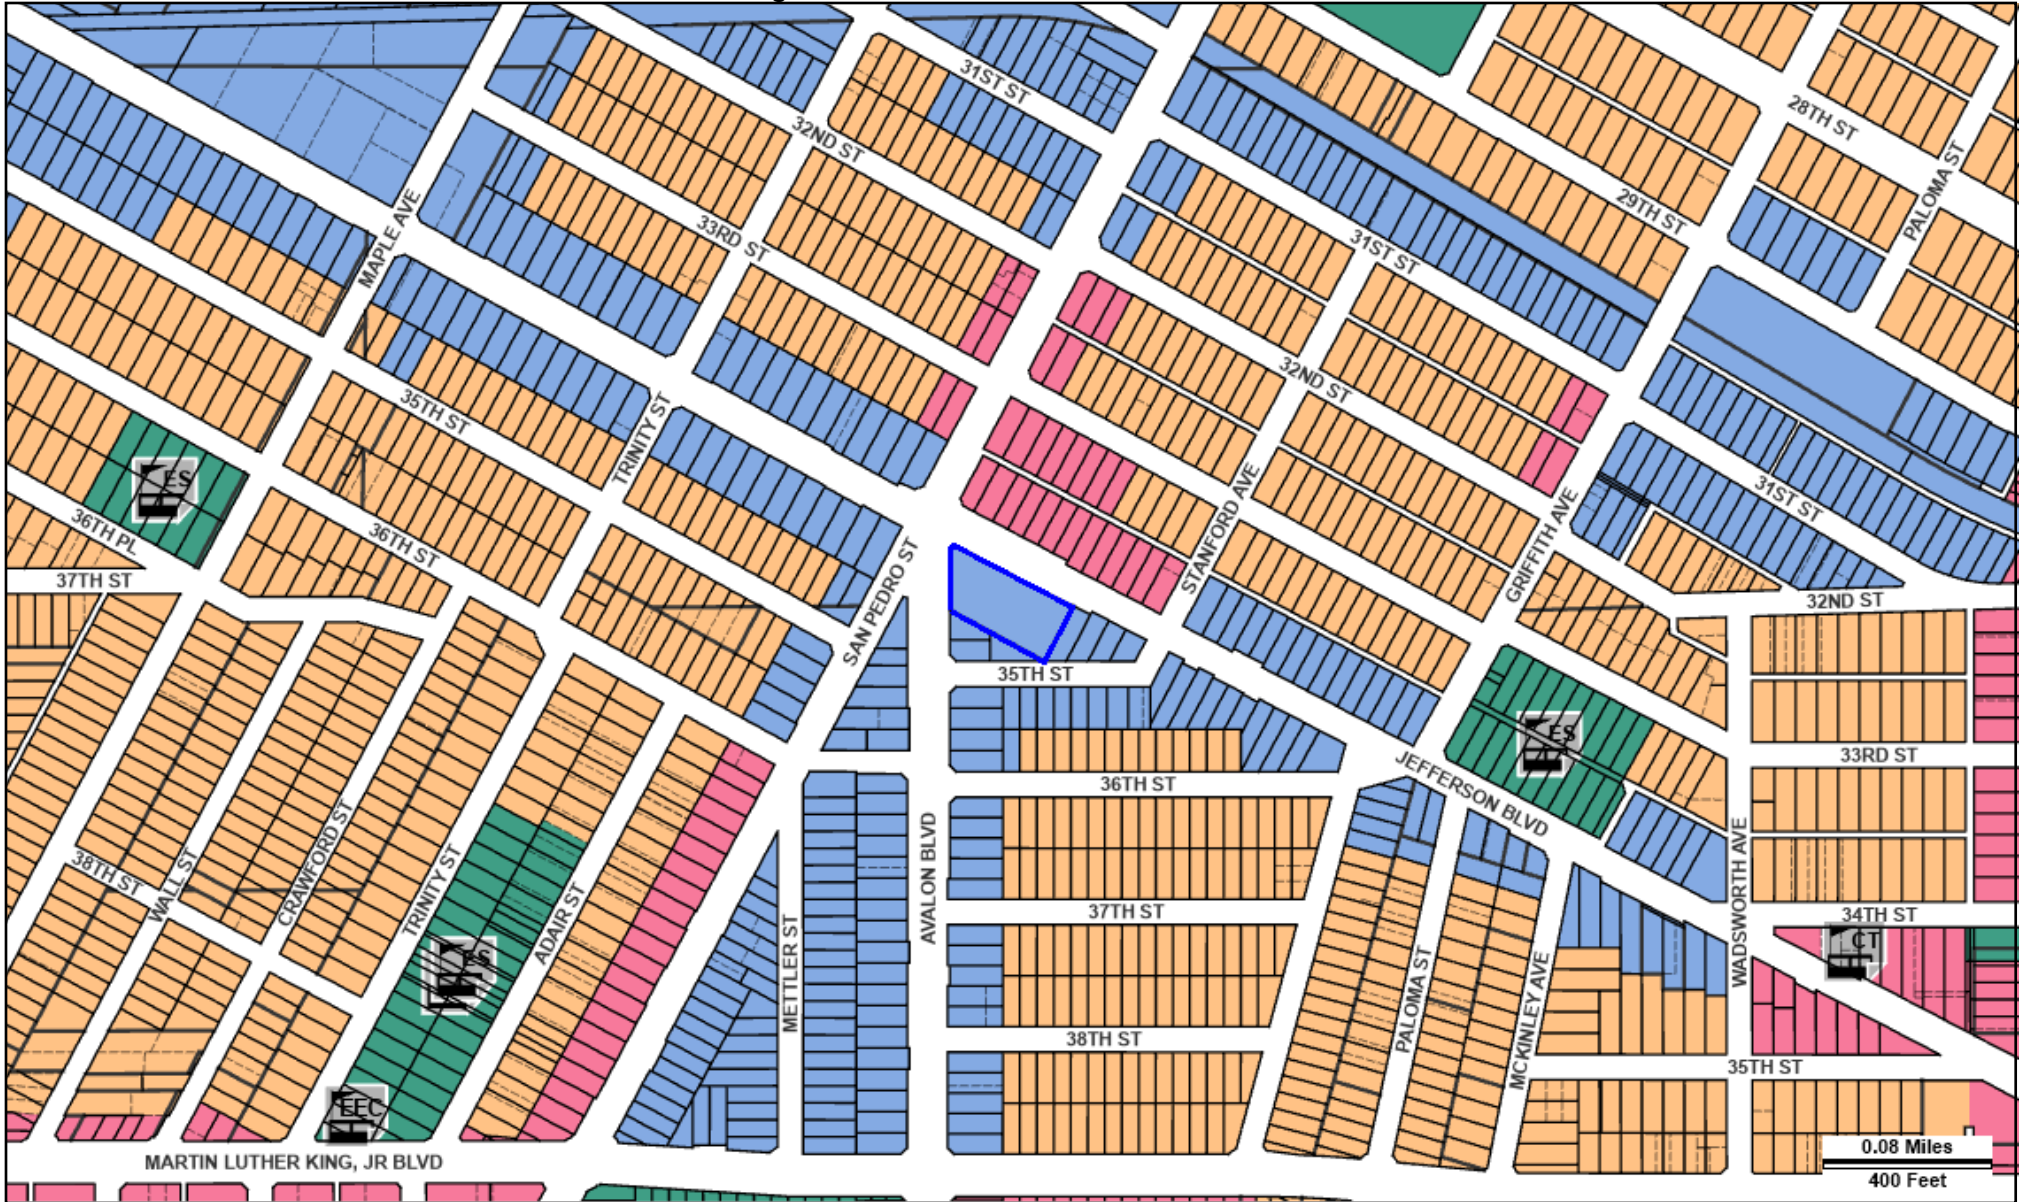 31ST ST
32ND ST
28TH ST
PALOMA ST
29TH ST
MAPLE AVE
33RD ST
31ST ST
32ND ST
35TH ST
TRINITY ST
ES
STANFORD AVE
GRIFFITH AVE
31ST ST
36TH PL
36TH ST
37TH ST
SAN PEDRO ST
32ND ST
35TH ST
ES
JEFFERSON BLVD
33RD ST
36TH ST
38TH ST
WALL ST
CRAWFORD ST
TRINITY ST
ADAIR ST
ES
METTLER ST
AVALON BLVD
37TH ST
PALOMA ST
MCKINLEY AVE
WADSWORTH AVE
34TH ST
CT
38TH ST
35TH ST
EEC
MARTIN LUTHER KING, JR BLVD
0.08 Miles
400 Feet